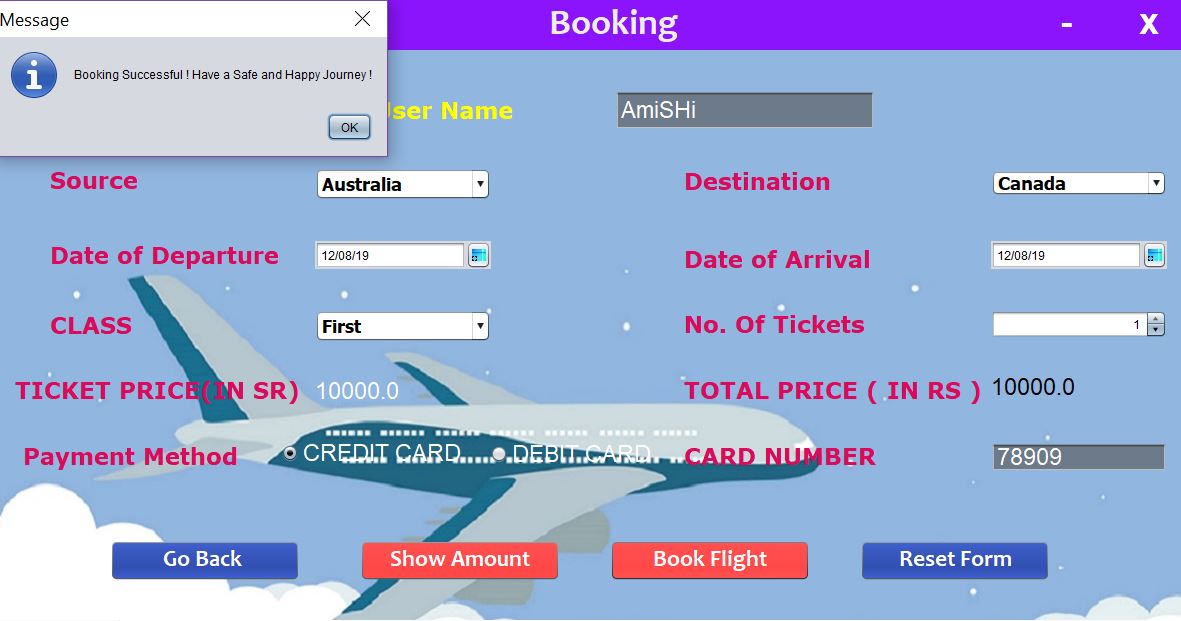 Message
Booking
-
X
Booking Successful ! Have a Safe and Happy Journey !
OK
User Name
AmiSHi
Source
Australia
Destination
Canada
Date of Departure
12/08/19
Date of Arrival
12/08/19
CLASS
First
No. Of Tickets
1
TICKET PRICE(IN SR)
10000.0
TOTAL PRICE ( IN RS )
10000.0
Payment Method
CREDIT CARD
DEBIT CARD
CARD NUMBER
78909
Go Back
Show Amount
Book Flight
Reset Form